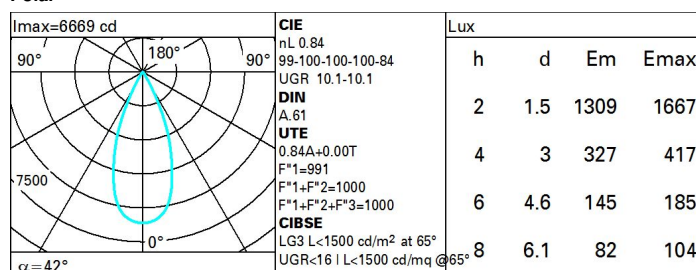 Imax=6669 cd
90° 180° 90°
7500
0°
α=42°
CIE
nL 0.84
99-100-100-100-84
UGR 10.1-10.1
DIN
A.61
UTE
0.84A+0.00T
F"1=991
F"1+F"2=1000
F"1+F"2+F"3=1000
CIBSE
LG3 L<1500 cd/m² at 65°
UGR<16 | L<1500 cd/mq @65°
Lux
h d Em Emax
2 1.5 1309 1667
4 3 327 417
6 4.6 145 185
8 6.1 82 104